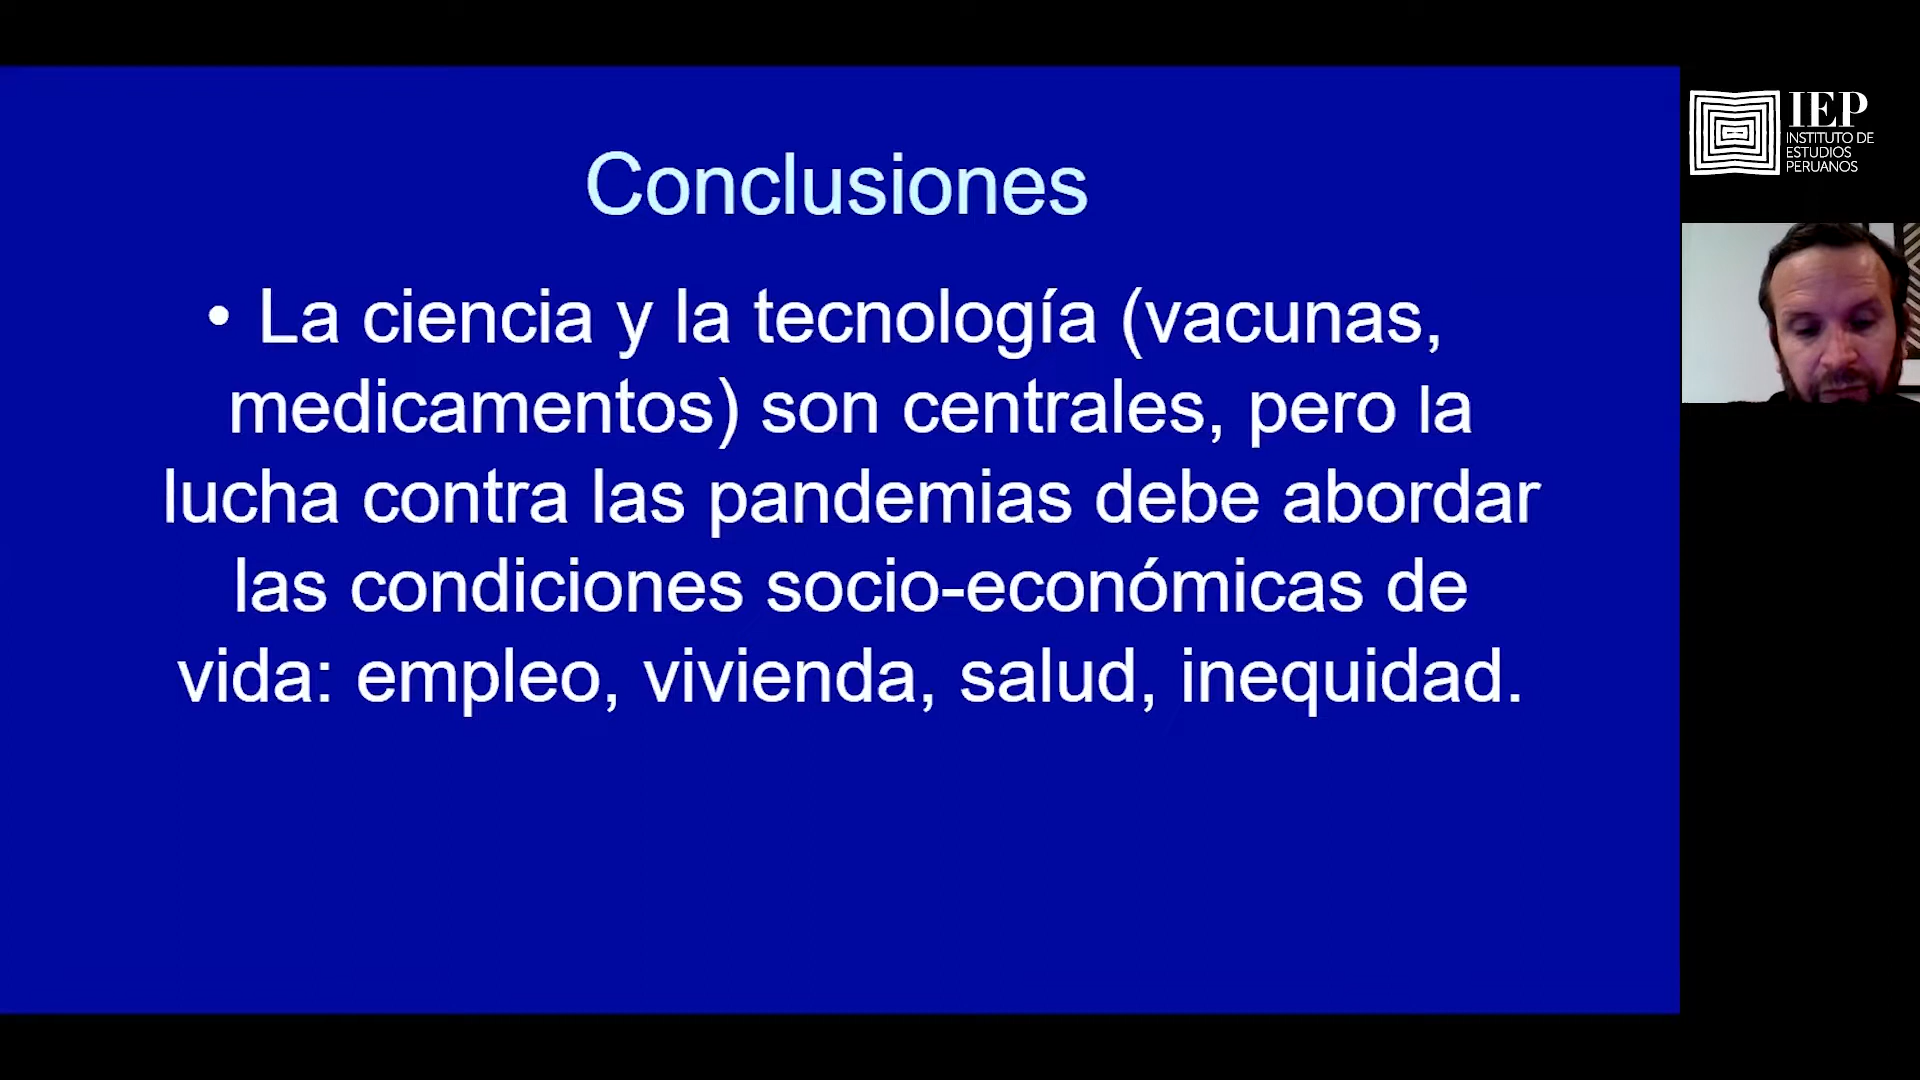 Conclusiones
• La ciencia y la tecnología (vacunas,
medicamentos) son centrales, pero la
lucha contra las pandemias debe abordar
las condiciones socio-económicas de
vida: empleo, vivienda, salud, inequidad.
IEP
INSTITUTO DE
ESTUDIOS
PERUANOS